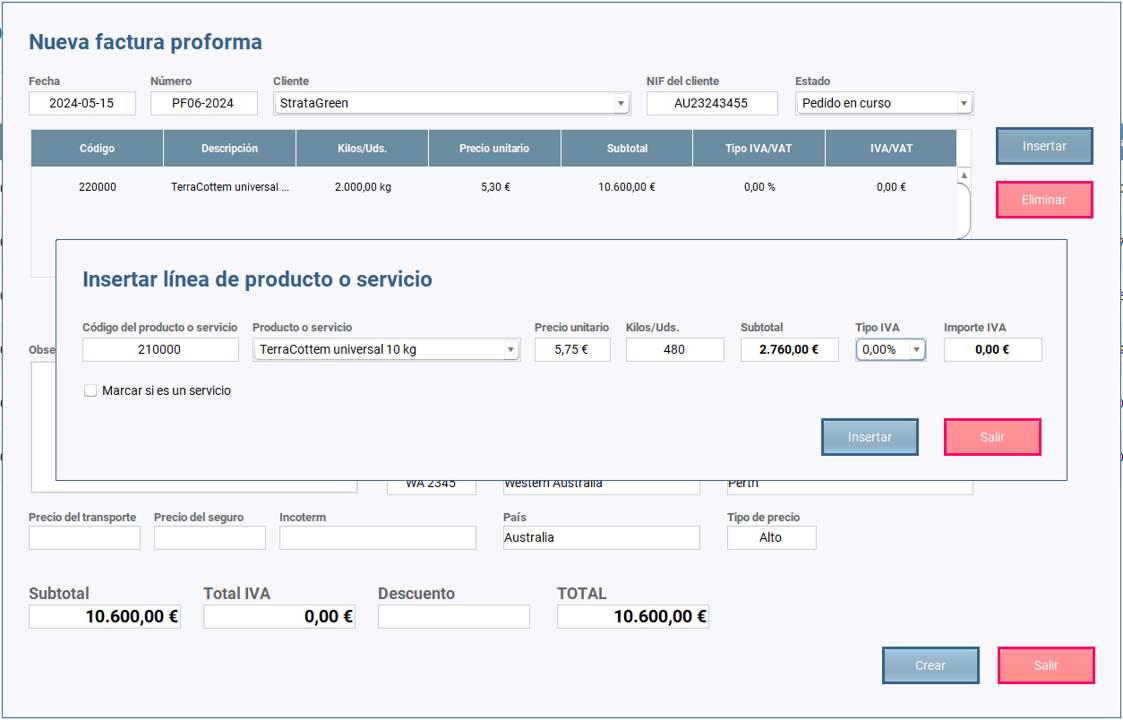 Nueva factura proforma
Fecha Número Cliente NIF del cliente Estado
2024-05-15 PF06-2024 StrataGreen AU23243455 Pedido en curso
Código Descripción Kilos/Uds. Precio unitario Subtotal Tipo IVA/VAT IVA/VAT
Insertar
220000 TerraCottem universal ... 2.000,00 kg 5,30 € 10.600,00 € 0,00 % 0,00 €
Eliminar
Insertar línea de producto o servicio
Código del producto o servicio Producto o servicio Precio unitario Kilos/Uds. Subtotal Tipo IVA Importe IVA
210000 TerraCottem universal 10 kg 5,75 € 480 2.760,00 € 0,00% 0,00 €
Obse
Marcar si es un servicio
Insertar Salir
WA 2345 Western Australia Perth
Precio del transporte Precio del seguro Incoterm País Tipo de precio
Australia Alto
Subtotal Total IVA Descuento TOTAL
10.600,00 € 0,00 € 10.600,00 €
Crear Salir